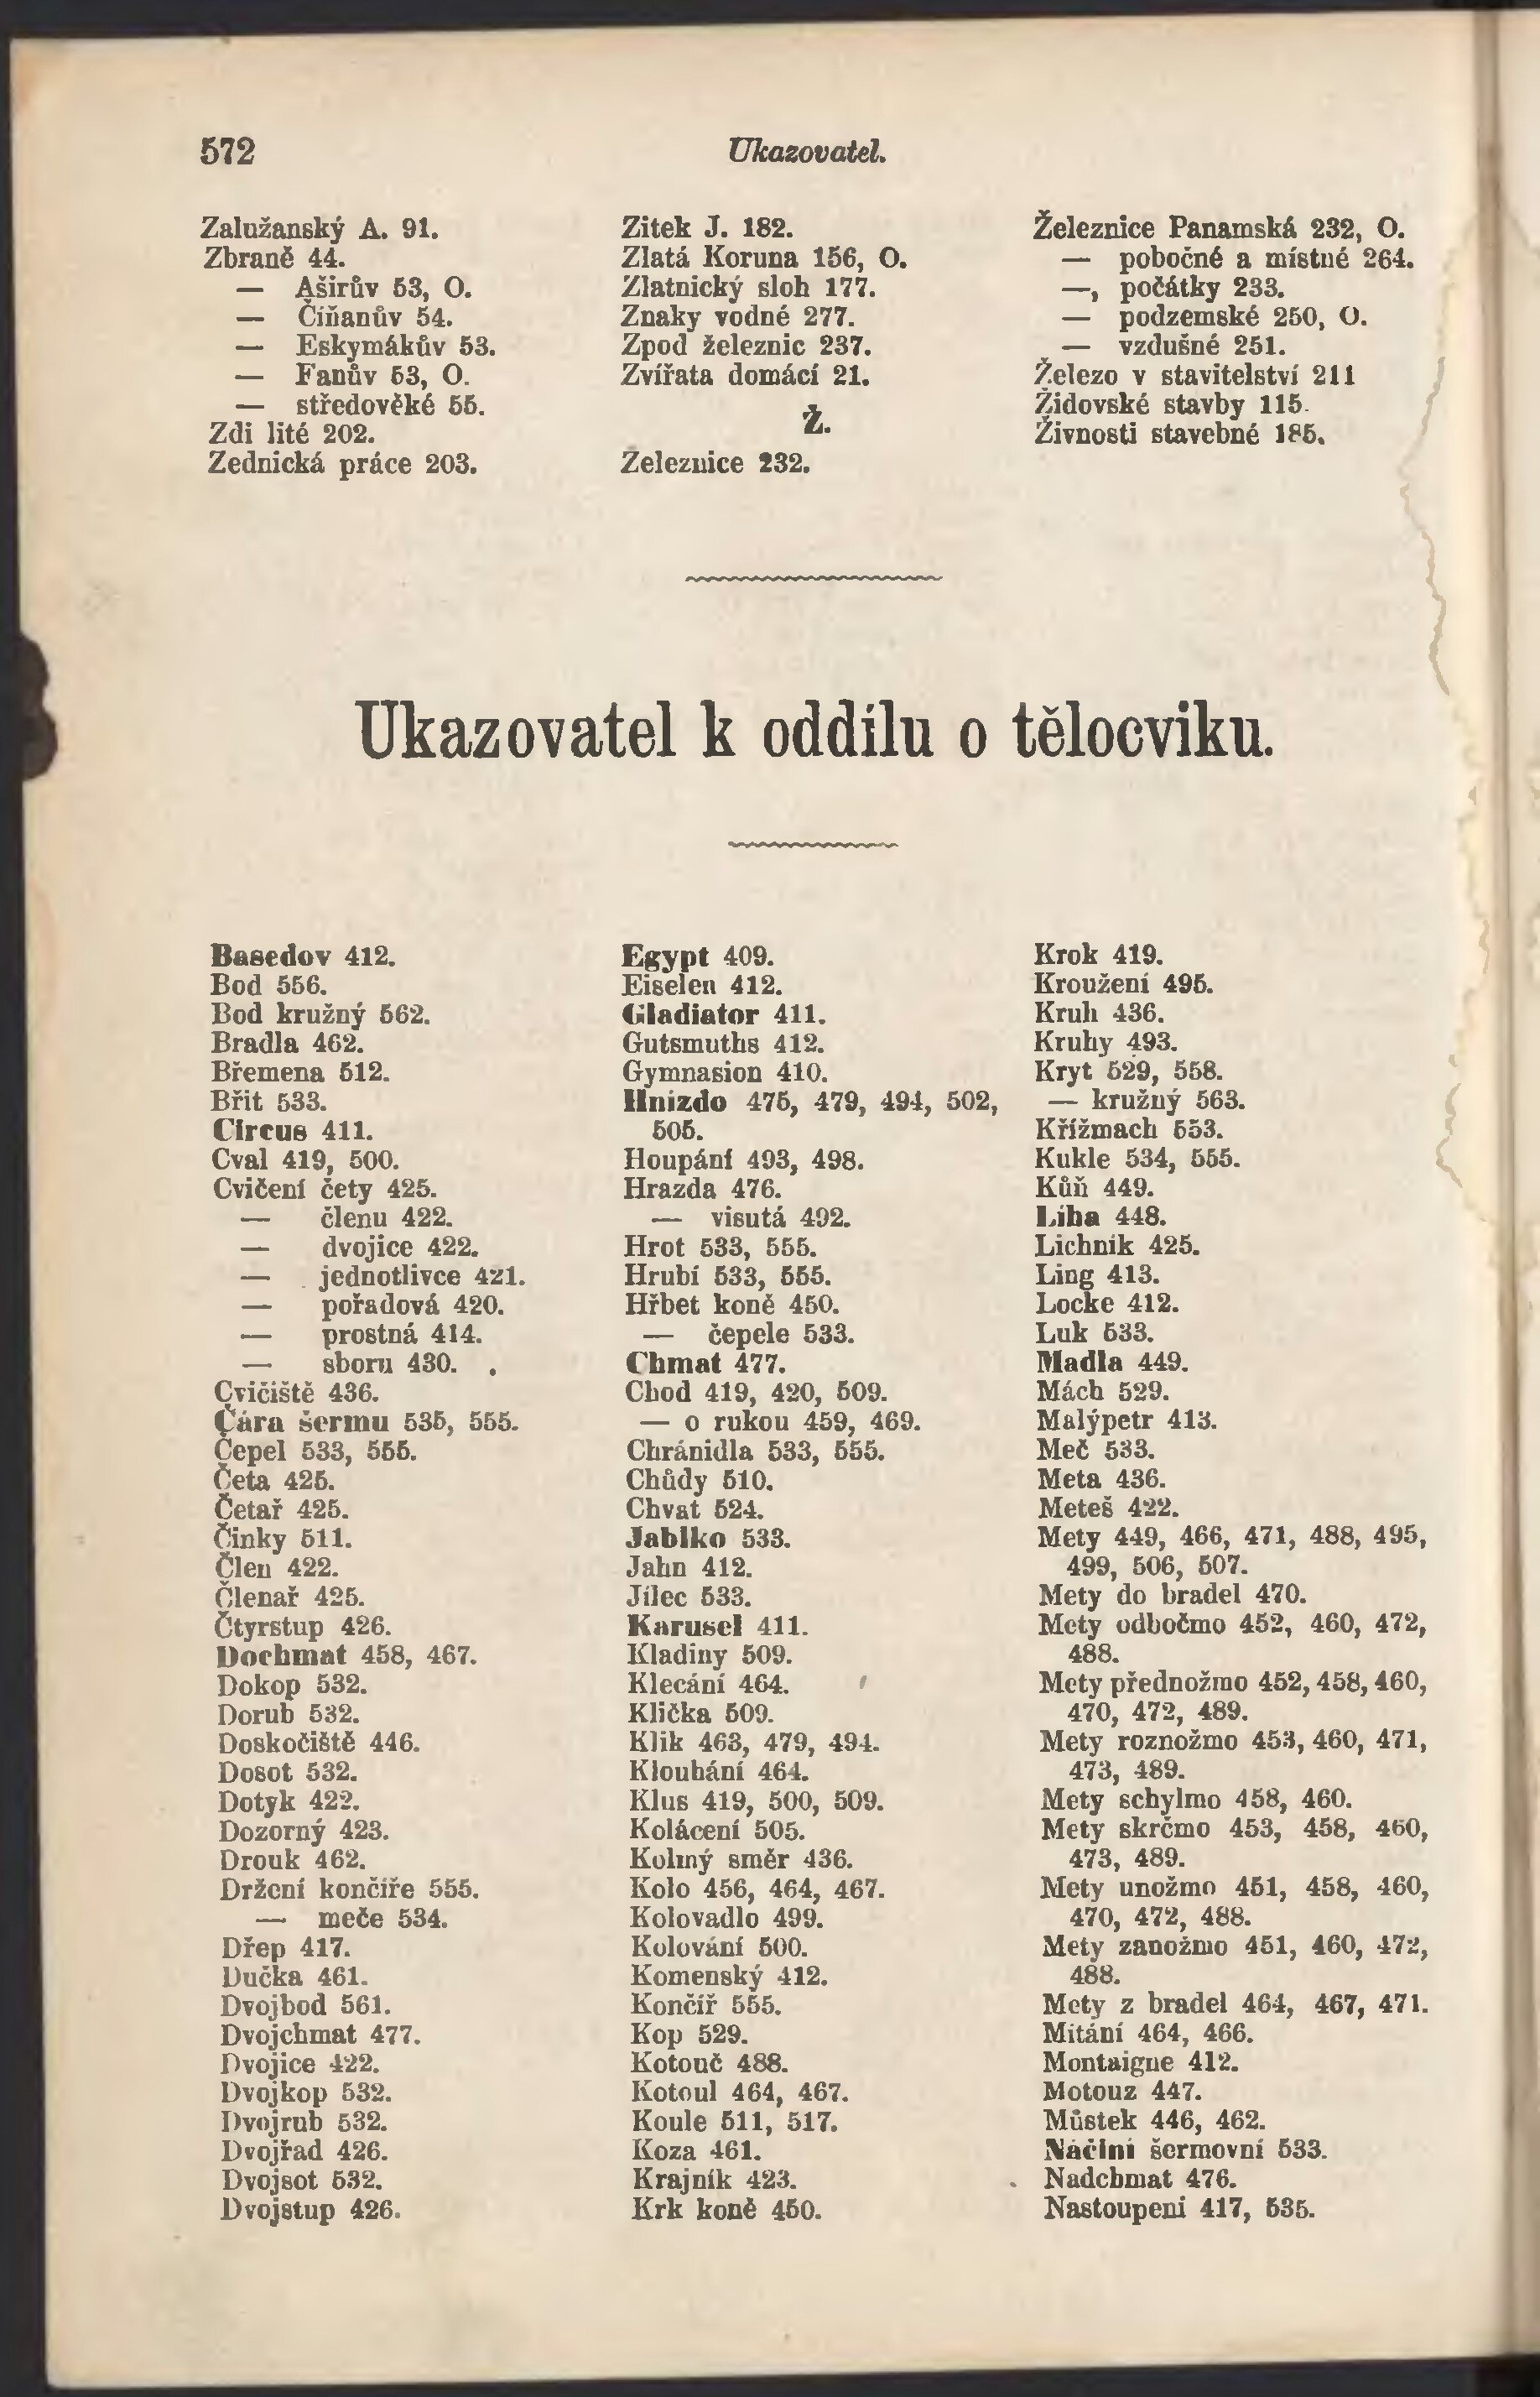 572
Ukazovatel.
Zalužanský A. 91.
Zbraně 44.
— Aširův 53, O.
— Číňanův 54.
— Eskymákův 53.
— Fanův 53, O.
— středověké 55.
Zdi lité 202.
Zednická práce 203.
Zitek J. 182.
Zlatá Koruna 156, O.
Zlatnický sloh 177.
Znaky vodné 277.
Zpod železnic 237.
Zvířata domácí 21.
Ž.
Železnice 232.
Železnice Panamská 232, O.
— pobočné a místné 264.
—, počátky 233.
— podzemské 250, O.
— vzdušné 251.
Železo v stavitelství 211
Židovské stavby 115.
Živnosti stavebné 185.
Ukazovatel k oddílu o tělocviku.
Basedov 412.
Bod 556.
Bod kružný 562.
Bradla 462.
Břemena 512.
Břit 533.
Circus 411.
Cval 419, 500.
Cvičení čety 425.
— členu 422.
— dvojice 422.
— jednotlivce 421.
— pořadová 420.
— prostná 414.
— sboru 430.
Cvičiště 436.
Čára šermu 535, 555.
Čepel 533, 555.
Četa 425.
Četař 425.
Činky 511.
Člen 422.
Členař 425.
Čtyrstup 426.
Dochmat 458, 467.
Dokop 532.
Dorub 532.
Doskočiště 446.
Dosot 532.
Dotyk 422.
Dozorný 423.
Drouk 462.
Držení končíře 555.
— meče 534.
Dřep 417.
Dučka 461.
Dvojbod 561.
Dvojchmat 477.
Dvojice 422.
Dvojkop 532.
Dvojrub 532.
Dvojřad 426.
Dvojsot 532.
Dvojstup 426.
Egypt 409.
Eiselen 412.
Gladiator 411.
Gutsmuths 412.
Gymnasion 410.
Hnízdo 475, 479, 494, 502,
505.
Houpání 493, 498.
Hrazda 476.
— visutá 492.
Hrot 533, 555.
Hrubí 533, 555.
Hřbet koně 450.
— čepele 533.
Chmat 477.
Chod 419, 420, 509.
— o rukou 459, 469.
Chránidla 533, 555.
Chůdy 510.
Chvat 524.
Jablko 533.
Jahn 412.
Jílec 533.
Karusel 411.
Kladiny 509.
Klecání 464.
Klička 509.
Klik 463, 479, 494.
Klouhání 464.
Klus 419, 500, 509.
Kolácení 505.
Kolmý směr 436.
Kolo 456, 464, 467.
Kolovadlo 499.
Kolování 500.
Komenský 412.
Končíř 555.
Kop 529.
Kotouč 488.
Kotoul 464, 467.
Koule 511, 517.
Koza 461.
Krajník 423.
Krk koně 450.
Krok 419.
Kroužení 495.
Kruh 436.
Kruhy 493.
Kryt 529, 558.
— kružný 563.
Křížmach 553.
Kukle 534, 555.
Kůň 449.
Líha 448.
Lichník 425.
Ling 413.
Locke 412.
Luk 533.
Madla 449.
Mách 529.
Malýpetr 413.
Meč 533.
Meta 436.
Meteš 422.
Mety 449, 466, 471, 488, 495,
499, 506, 507.
Mety do bradel 470.
Mety odbočmo 452, 460, 472,
488.
Mety přednožmo 452, 458, 460,
470, 472, 489.
Mety roznožmo 453, 460, 471,
473, 489.
Mety schylmo 458, 460.
Mety skrčmo 453, 458, 460,
473, 489.
Mety unožmo 451, 458, 460,
470, 472, 488.
Mety zanožmo 451, 460, 472,
488.
Mety z bradel 464, 467, 471.
Mítání 464, 466.
Montaigne 412.
Motouz 447.
Můstek 446, 462.
Náčiní šermovní 533.
Nadchmat 476.
Nastoupení 417, 535.